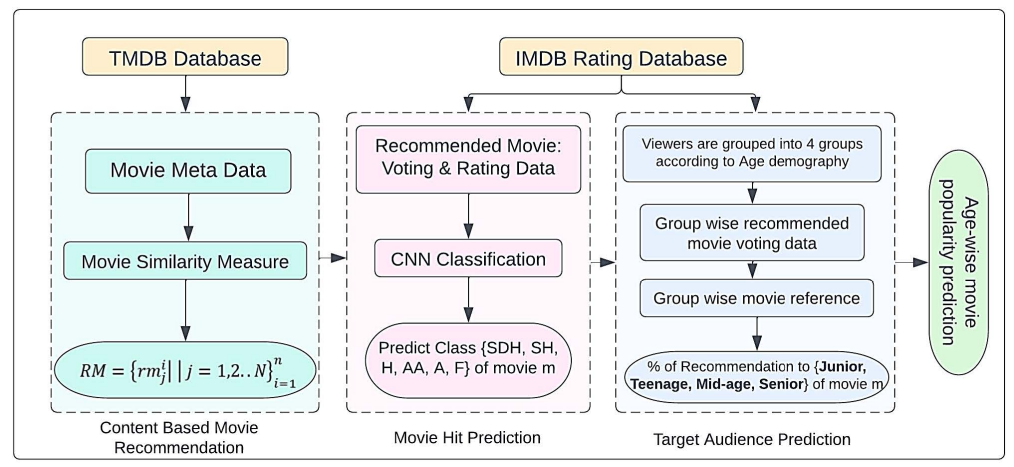 TMDB Database
IMDB Rating Database
Movie Meta Data
Movie Similarity Measure
RM = {rm_j^i| |j = 1,2..N}_{i=1}^n
Content Based Movie
Recommendation
Recommended Movie:
Voting & Rating Data
CNN Classification
Predict Class {SDH, SH,
H, AA, A, F} of movie m
Movie Hit Prediction
Viewers are grouped into 4 groups
according to Age demography
Group wise recommended
movie voting data
Group wise movie reference
% of Recommendation to {Junior,
Teenage, Mid-age, Senior} of movie m
Target Audience Prediction
Age-wise movie
popularity prediction